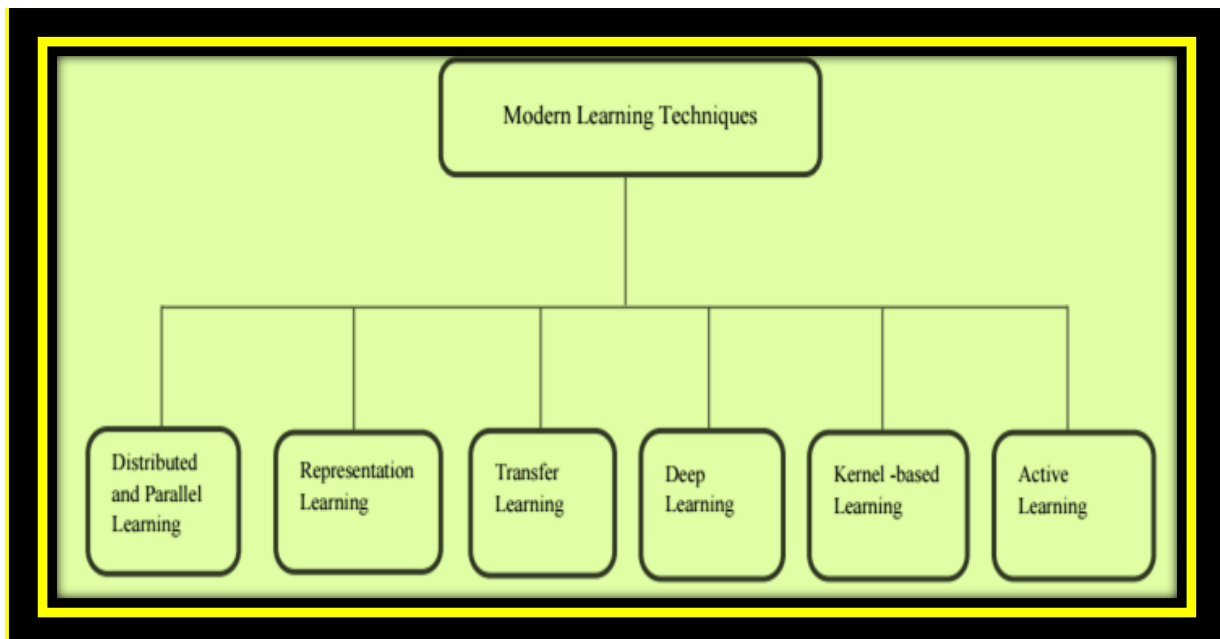 Modern Learning Techniques
Distributed
and Parallel
Learning
Representation
Learning
Transfer
Learning
Deep
Learning
Kernel -based
Learning
Active
Learning